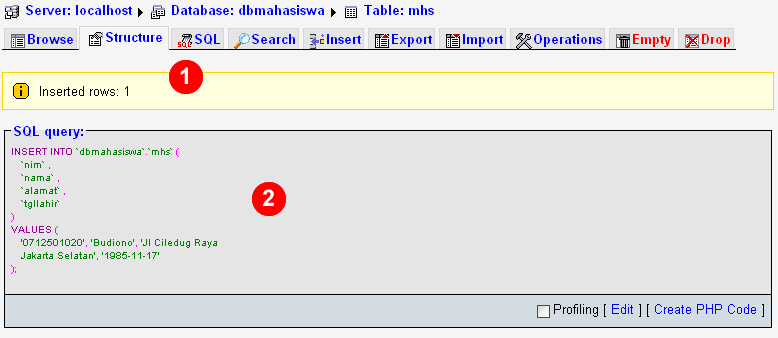 Server: localhost ▸ Database: dbmahasiswa ▸ Table: mhs
Browse Structure SQL Search Insert Export Import Operations Empty Drop
1
Inserted rows: 1
SQL query:
INSERT INTO `dbmahasiswa`.`mhs` (
`nim` ,
`nama` ,
`alamat` ,
`tgllahir`
)
2
VALUES (
'0712501020', 'Budiono', 'Jl Ciledug Raya
Jakarta Selatan', '1985-11-17'
);
Profiling [ Edit ] [ Create PHP Code ]